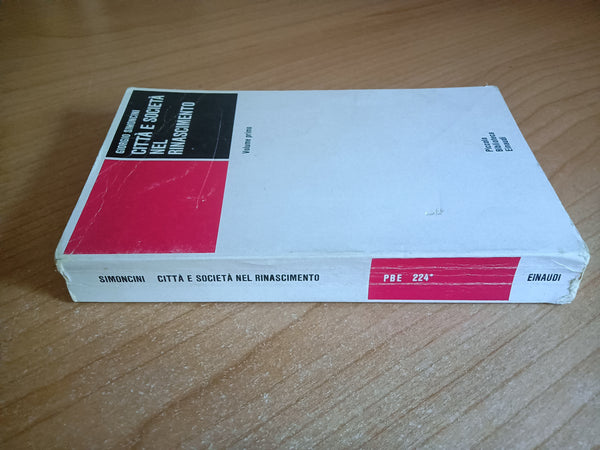 GIORGIO SIMONCINI
CITTÀ E SOCIETÀ
NEL
RINASCIMENTO
Volume primo
Piccola
Biblioteca
Einaudi
SIMONCINI CITTÀ E SOCIETÀ NEL RINASCIMENTO PBE 224* EINAUDI